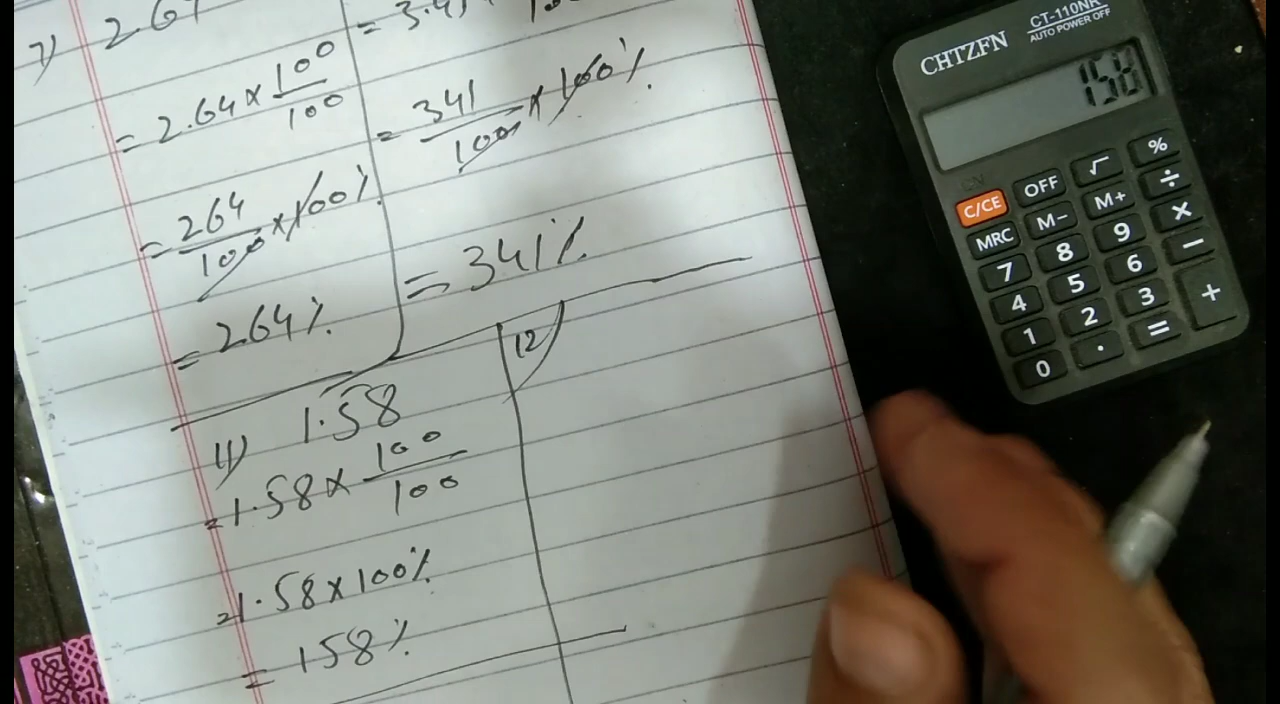 7)
= 2.64 × 100/100
= 264/100 × 100%
= 264%
= 341/100 × 100%
= 341%
11) 1.58
= 1.58 × 100/100
= 1.58 × 100%
= 158%
12)
CHTZFN
CT-110NR
AUTO POWER OFF
158
C/CE OFF √ %
MRC M− M+ ÷
7 8 9 ×
4 5 6 −
1 2 3 +
0 . =